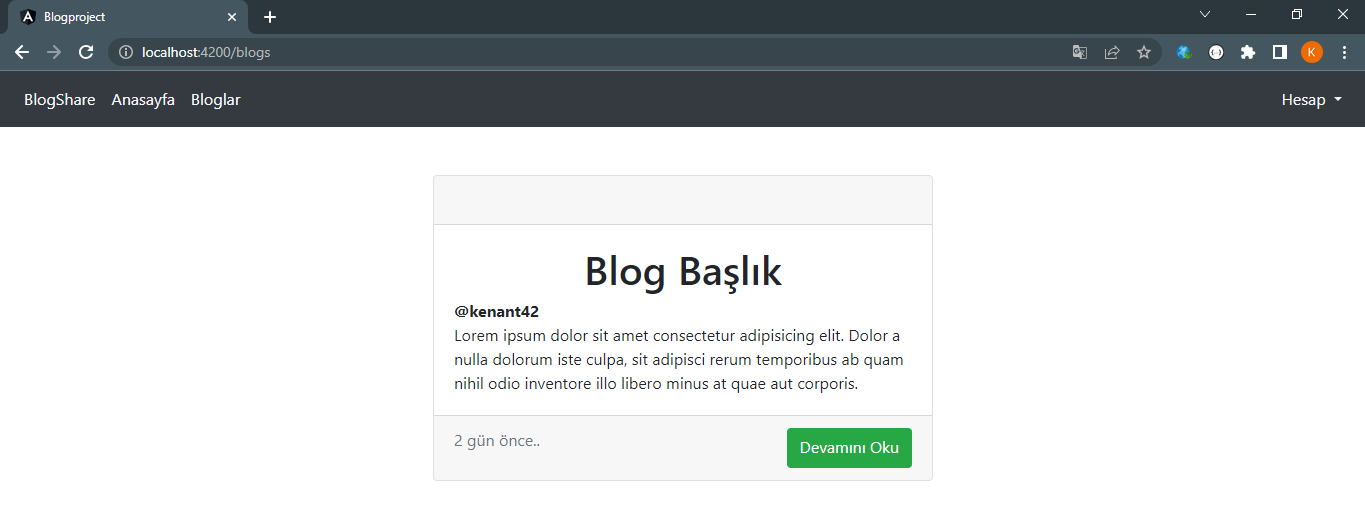 Blogproject
localhost:4200/blogs
K
BlogShare Anasayfa Bloglar Hesap
Blog Başlık
@kenant42
Lorem ipsum dolor sit amet consectetur adipisicing elit. Dolor a
nulla dolorum iste culpa, sit adipisci rerum temporibus ab quam
nihil odio inventore illo libero minus at quae aut corporis.
2 gün önce.. Devamını Oku